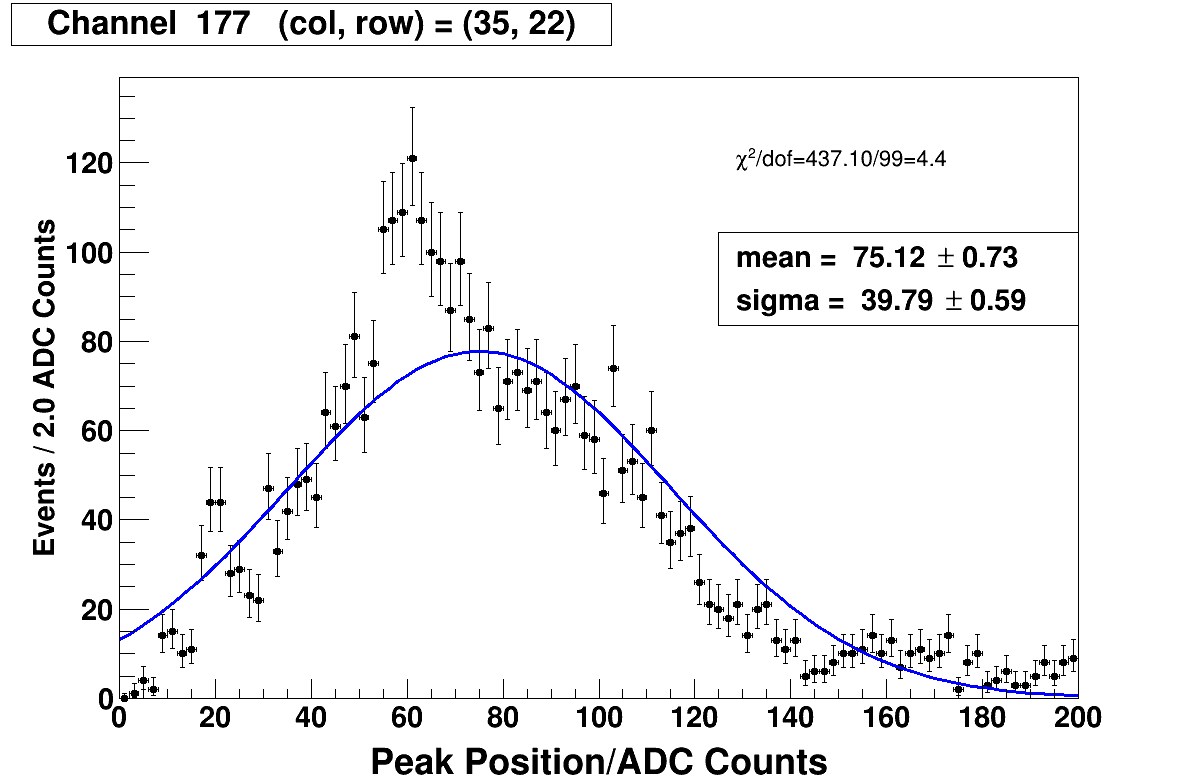 Channel 177 (col, row) = (35, 22)
χ²/dof=437.10/99=4.4
mean = 75.12 ± 0.73
sigma = 39.79 ± 0.59
Events / 2.0 ADC Counts
120
100
80
60
40
20
0
0 20 40 60 80 100 120 140 160 180 200
Peak Position/ADC Counts